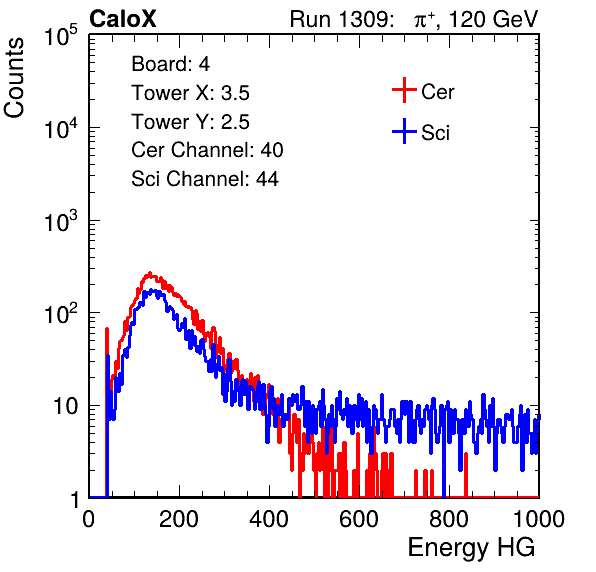 CaloX Run 1309: π⁺, 120 GeV
Counts
10⁵
10⁴
10³
10²
10
1
Board: 4
Tower X: 3.5
Tower Y: 2.5
Cer Channel: 40
Sci Channel: 44
Cer
Sci
0 200 400 600 800 1000
Energy HG